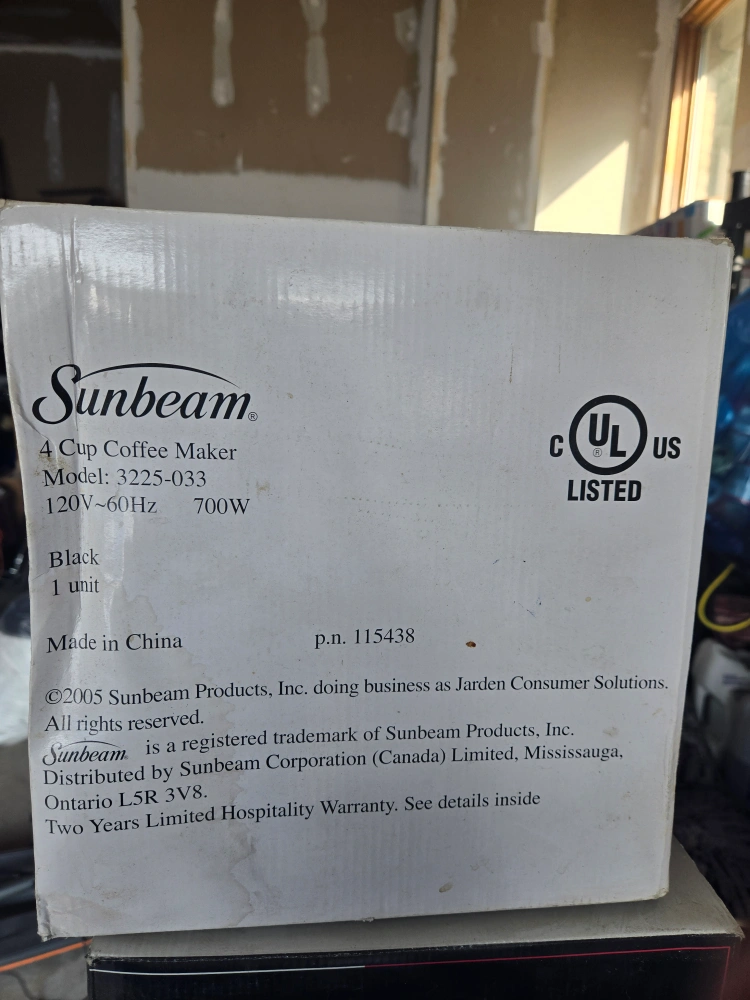 Sunbeam®
4 Cup Coffee Maker
Model: 3225-033
120V~60Hz 700W
C UL® US
LISTED
Black
1 unit
Made in China p.n. 115438
©2005 Sunbeam Products, Inc. doing business as Jarden Consumer Solutions.
All rights reserved.
Sunbeam® is a registered trademark of Sunbeam Products, Inc.
Distributed by Sunbeam Corporation (Canada) Limited, Mississauga,
Ontario L5R 3V8.
Two Years Limited Hospitality Warranty. See details inside